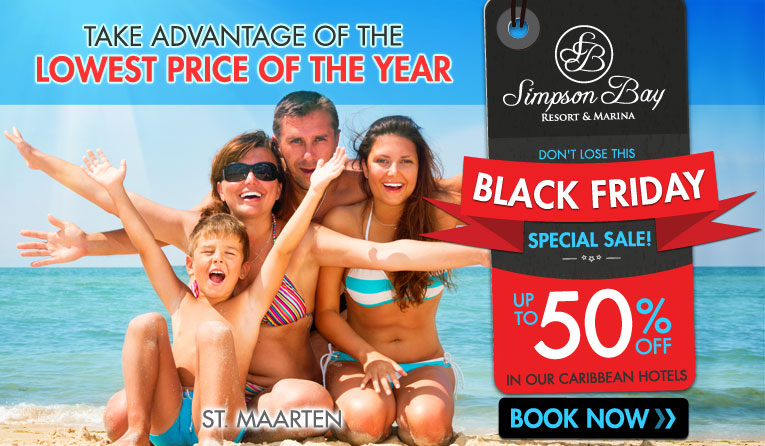 TAKE ADVANTAGE OF THE
LOWEST PRICE OF THE YEAR
SB
Simpson Bay
RESORT & MARINA
DON'T LOSE THIS
BLACK FRIDAY
SPECIAL SALE!
UP TO 50% OFF
IN OUR CARIBBEAN HOTELS
BOOK NOW »
ST. MAARTEN